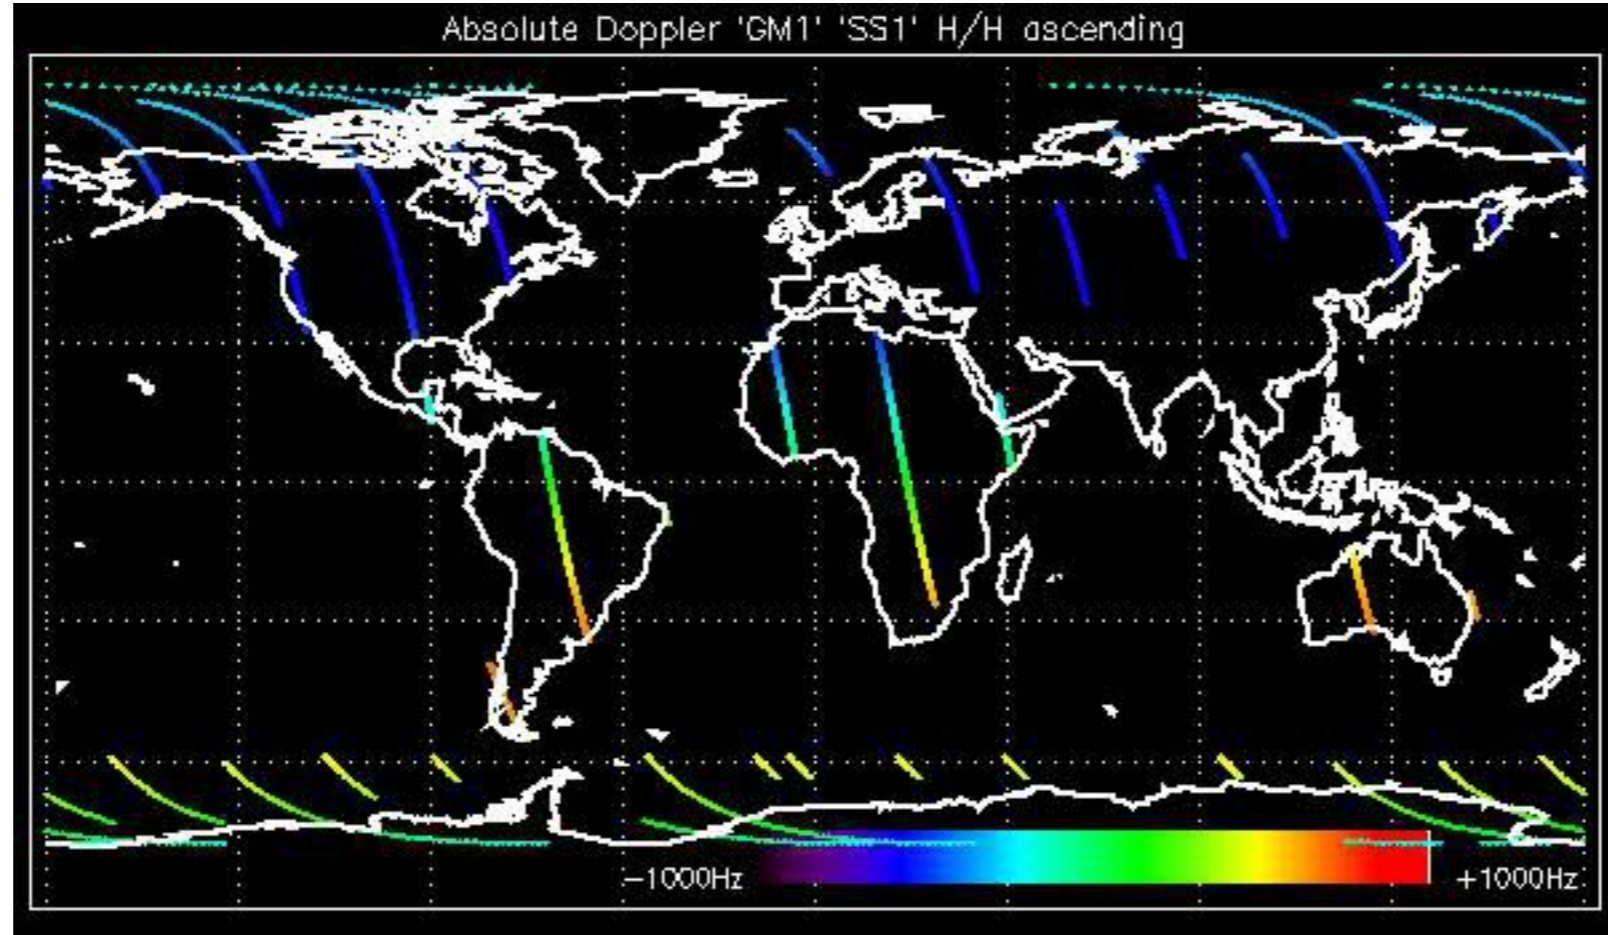 Absolute Doppler 'GM1' 'SS1' H/H ascending
−1000Hz
+1000Hz